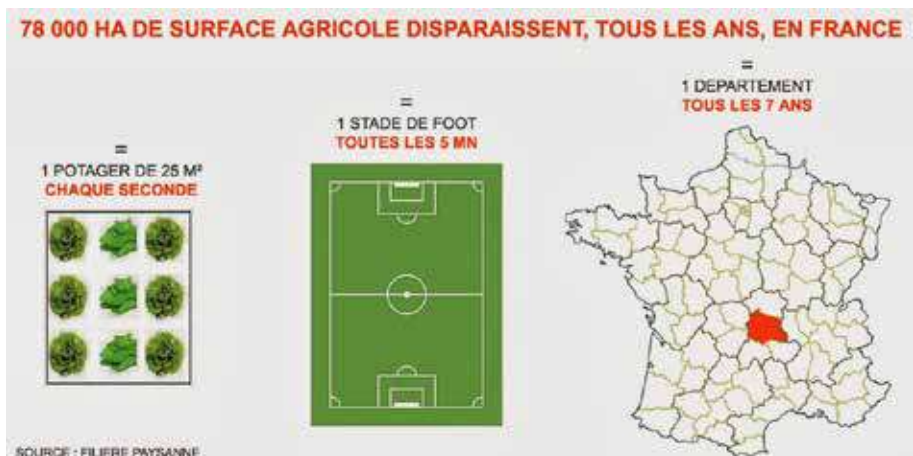 78 000 HA DE SURFACE AGRICOLE DISPARAISSENT, TOUS LES ANS, EN FRANCE
=
1 POTAGER DE 25 M²
CHAQUE SECONDE
=
1 STADE DE FOOT
TOUTES LES 5 MN
=
1 DEPARTEMENT
TOUS LES 7 ANS
SOURCE : FILIERE PAYSANNE